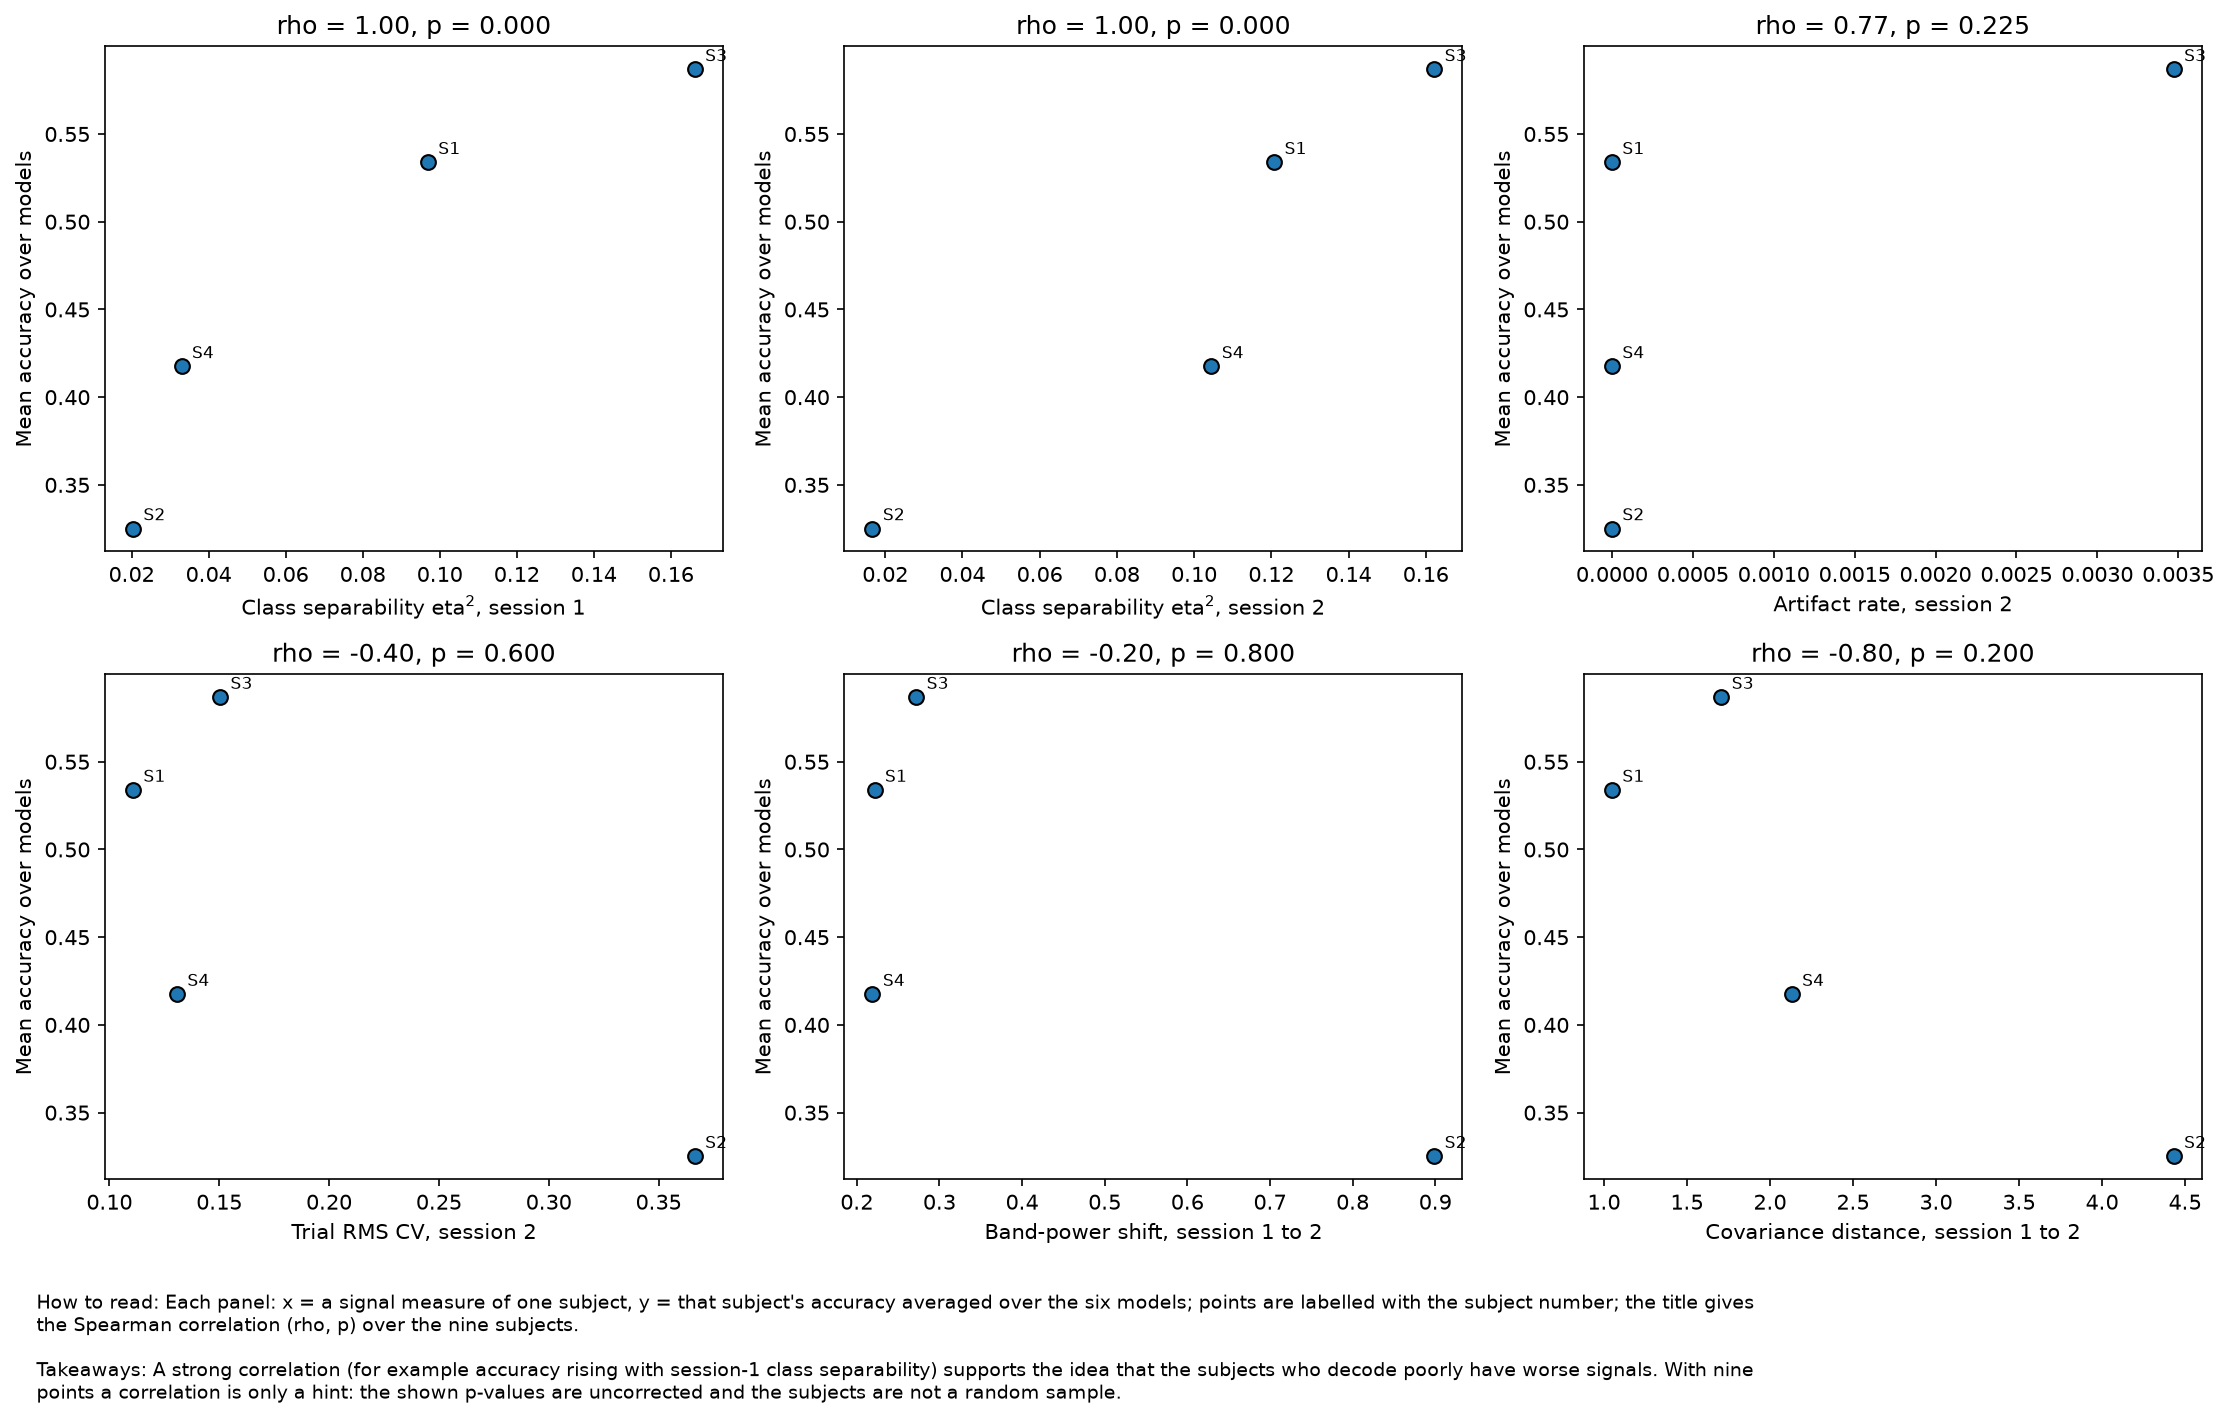 rho = 1.00, p = 0.000
S3
S1
S4
S2
0.55
0.50
0.45
0.40
0.35
Mean accuracy over models
0.02 0.04 0.06 0.08 0.10 0.12 0.14 0.16
Class separability eta², session 1
rho = 1.00, p = 0.000
S3
S1
S4
S2
0.55
0.50
0.45
0.40
0.35
Mean accuracy over models
0.02 0.04 0.06 0.08 0.10 0.12 0.14 0.16
Class separability eta², session 2
rho = 0.77, p = 0.225
S3
S1
S4
S2
0.55
0.50
0.45
0.40
0.35
Mean accuracy over models
0.0000 0.0005 0.0010 0.0015 0.0020 0.0025 0.0030 0.0035
Artifact rate, session 2
rho = -0.40, p = 0.600
S3
S1
S4
S2
0.55
0.50
0.45
0.40
0.35
Mean accuracy over models
0.10 0.15 0.20 0.25 0.30 0.35
Trial RMS CV, session 2
rho = -0.20, p = 0.800
S3
S1
S4
S2
0.55
0.50
0.45
0.40
0.35
Mean accuracy over models
0.2 0.3 0.4 0.5 0.6 0.7 0.8 0.9
Band-power shift, session 1 to 2
rho = -0.80, p = 0.200
S3
S1
S4
S2
0.55
0.50
0.45
0.40
0.35
Mean accuracy over models
1.0 1.5 2.0 2.5 3.0 3.5 4.0 4.5
Covariance distance, session 1 to 2
How to read: Each panel: x = a signal measure of one subject, y = that subject's accuracy averaged over the six models; points are labelled with the subject number; the title gives
the Spearman correlation (rho, p) over the nine subjects.
Takeaways: A strong correlation (for example accuracy rising with session-1 class separability) supports the idea that the subjects who decode poorly have worse signals. With nine
points a correlation is only a hint: the shown p-values are uncorrected and the subjects are not a random sample.